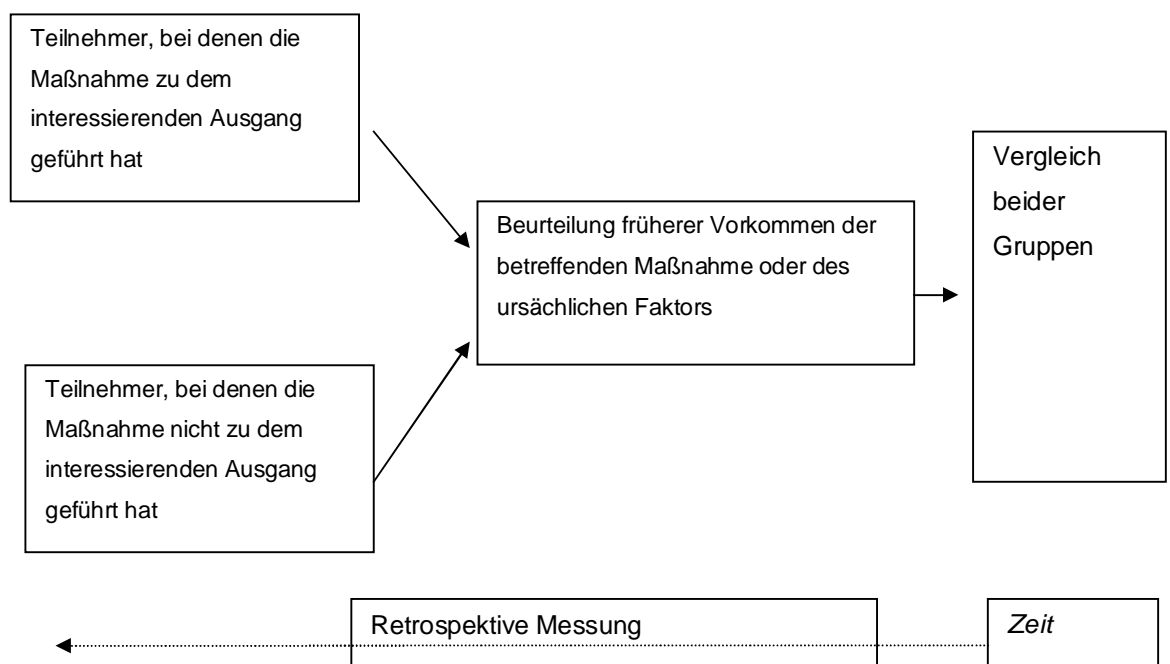 Teilnehmer, bei denen die
Maßnahme zu dem
interessierenden Ausgang
geführt hat
Vergleich
beider
Gruppen
Beurteilung früherer Vorkommen der
betreffenden Maßnahme oder des
ursächlichen Faktors
Teilnehmer, bei denen die
Maßnahme nicht zu dem
interessierenden Ausgang
geführt hat
Retrospektive Messung
Zeit